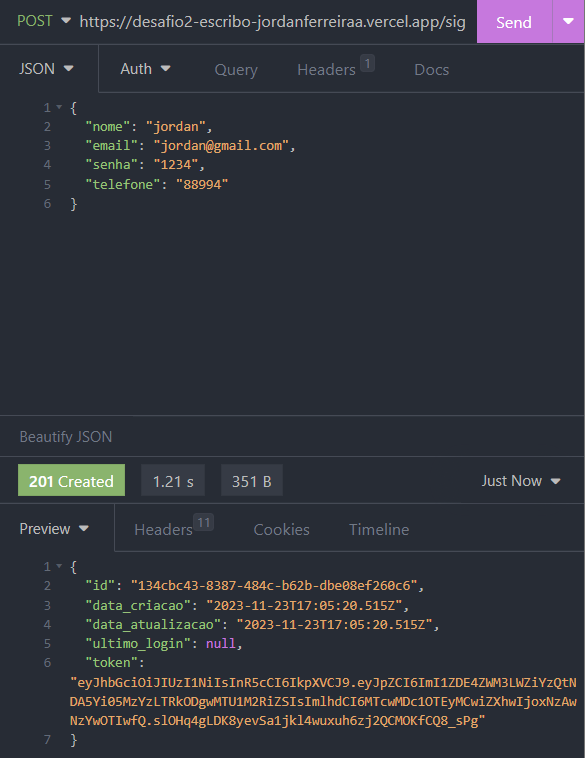 POST https://desafio2-escribo-jordanferreiraa.vercel.app/sig Send
JSON Auth Query Headers 1 Docs
1 {
2 "nome": "jordan",
3 "email": "jordan@gmail.com",
4 "senha": "1234",
5 "telefone": "88994"
6 }
Beautify JSON
201 Created 1.21 s 351 B Just Now
Preview Headers 11 Cookies Timeline
1 {
2 "id": "134cbc43-8387-484c-b62b-dbe08ef260c6",
3 "data_criacao": "2023-11-23T17:05:20.515Z",
4 "data_atualizacao": "2023-11-23T17:05:20.515Z",
5 "ultimo_login": null,
6 "token":
"eyJhbGciOiJIUzI1NiIsInR5cCI6IkpXVCJ9.eyJpZCI6ImI1ZDE4ZWM3LWZiYzQtN
DA5Yi05MzYzLTRkODgwMTU1M2RiZSIsImlhdCI6MTcwMDc1OTEyMCwiZXhwIjoxNzAw
NzYwOTIwfQ.slOHq4gLDK8yevSa1jkl4wuxuh6zj2QCMOKfCQ8_sPg"
7 }